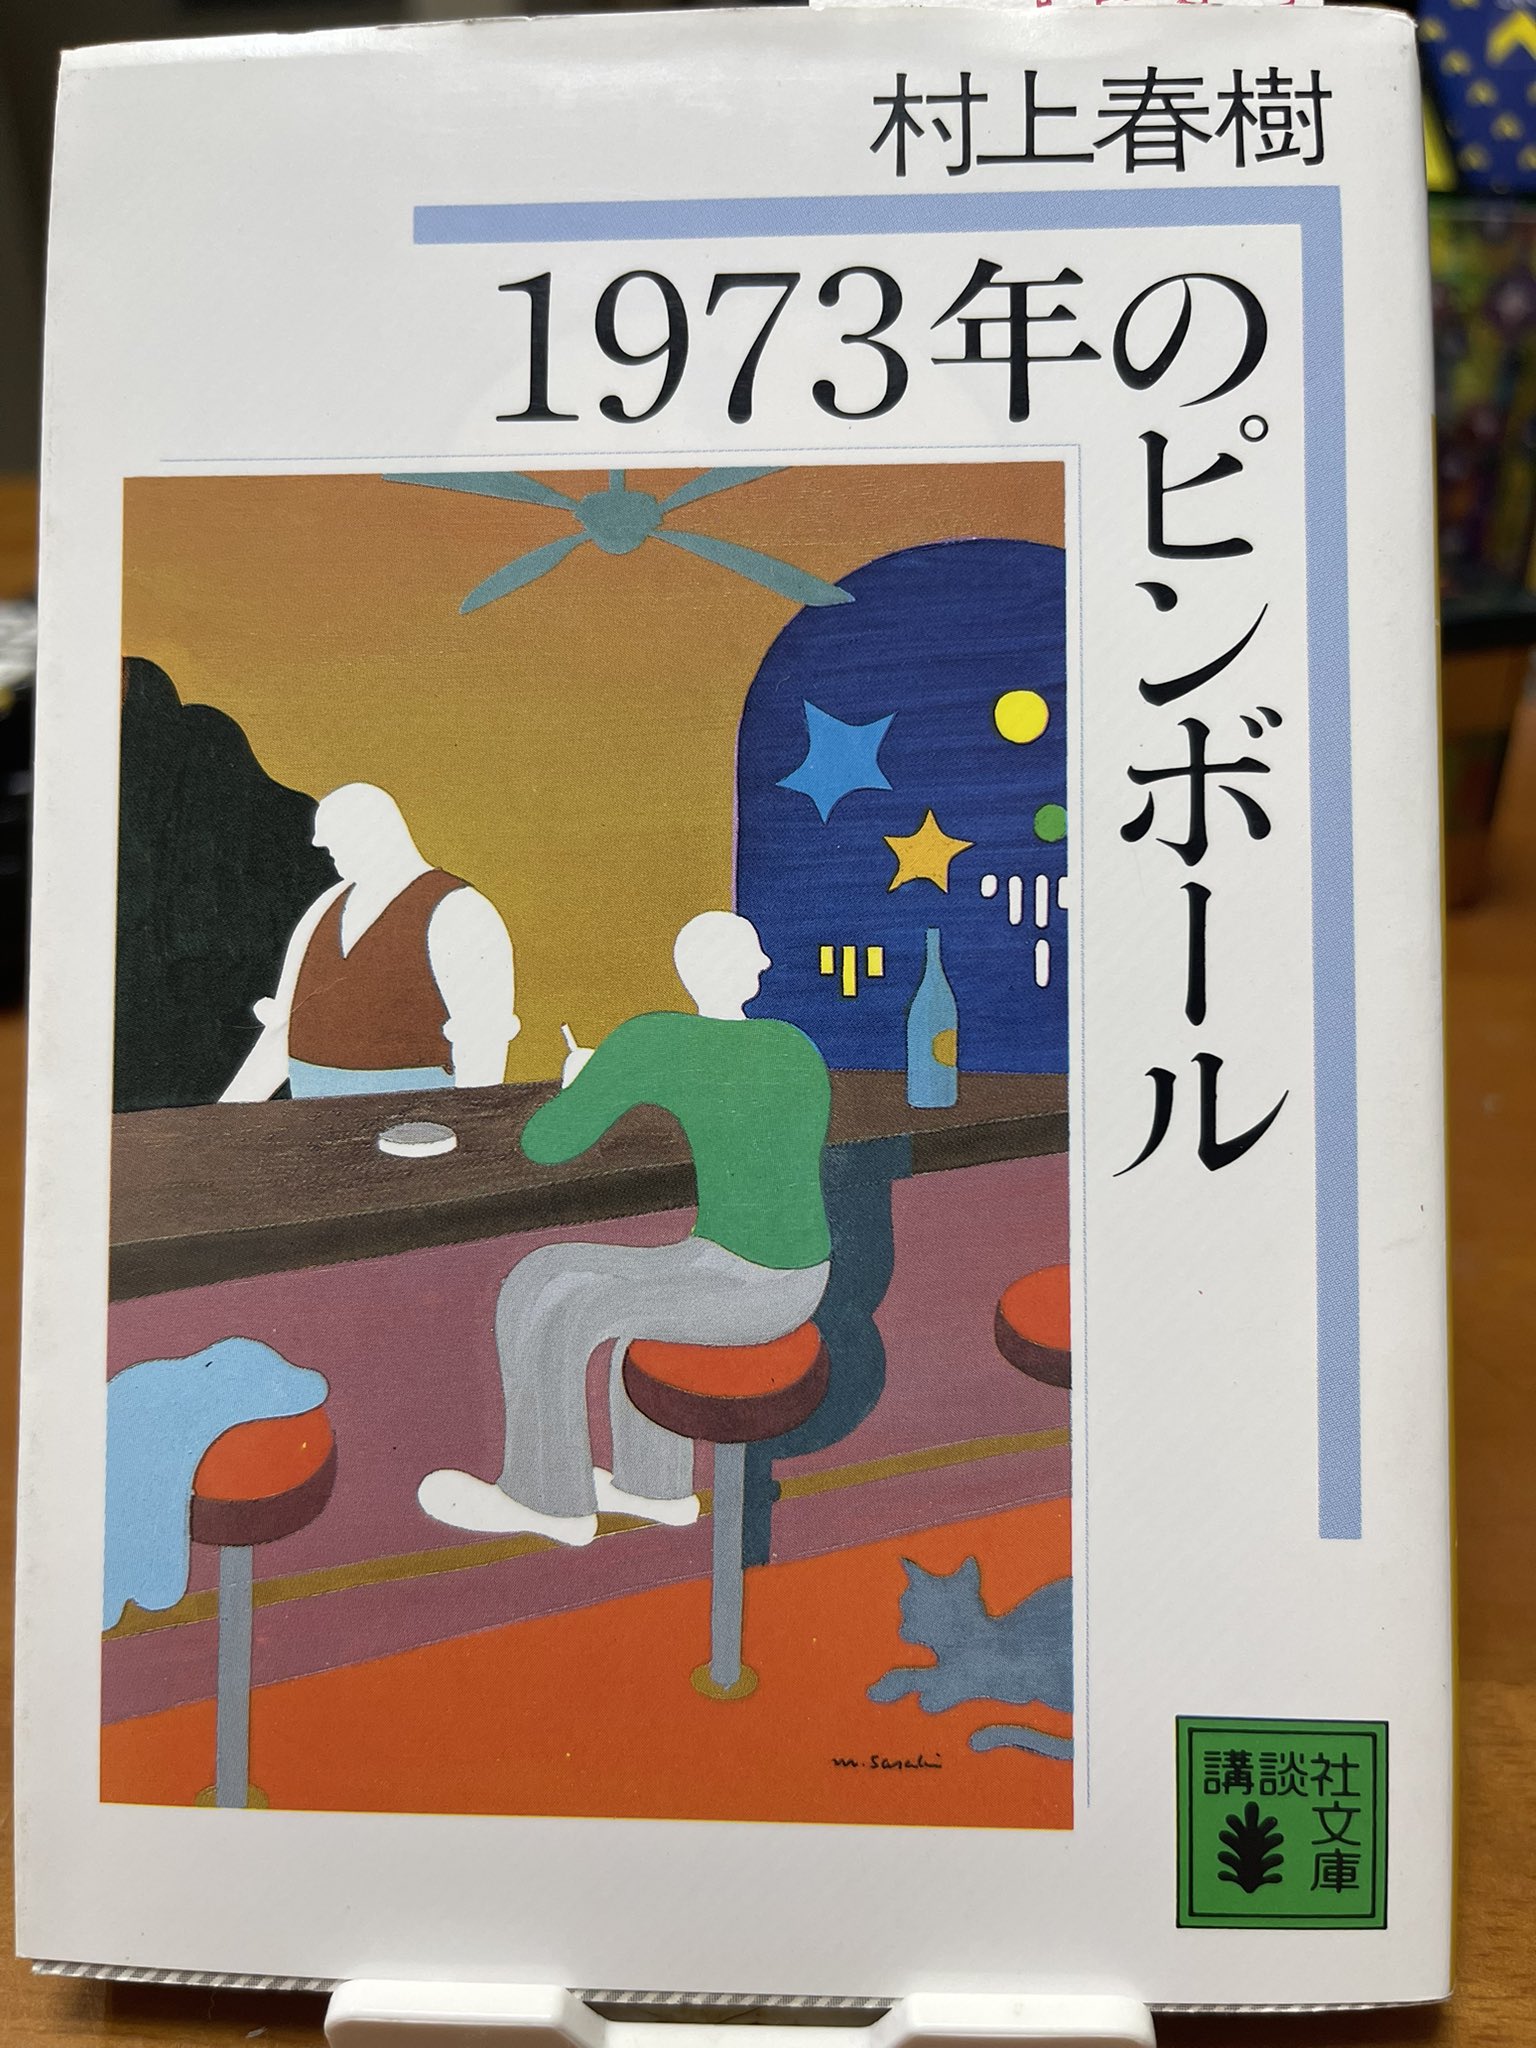 村上春樹
1973年のピンボール
m. sasaki
講談社
文庫